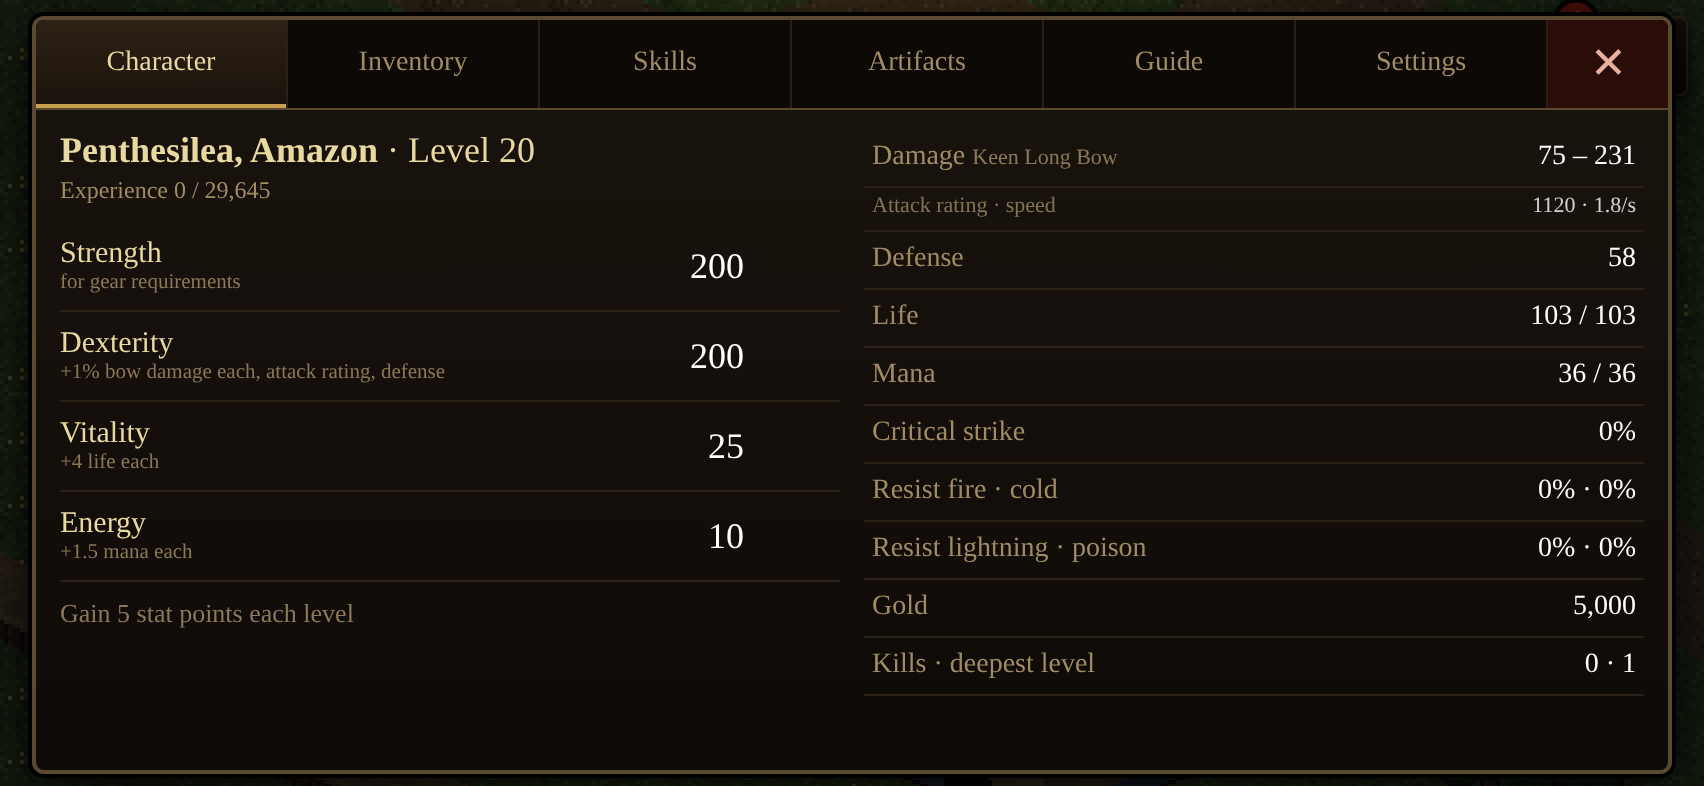 Character
Inventory
Skills
Artifacts
Guide
Settings
✕
Penthesilea, Amazon · Level 20
Experience 0 / 29,645
Strength
for gear requirements
200
Dexterity
+1% bow damage each, attack rating, defense
200
Vitality
+4 life each
25
Energy
+1.5 mana each
10
Gain 5 stat points each level
Damage Keen Long Bow 75 – 231
Attack rating · speed 1120 · 1.8/s
Defense 58
Life 103 / 103
Mana 36 / 36
Critical strike 0%
Resist fire · cold 0% · 0%
Resist lightning · poison 0% · 0%
Gold 5,000
Kills · deepest level 0 · 1